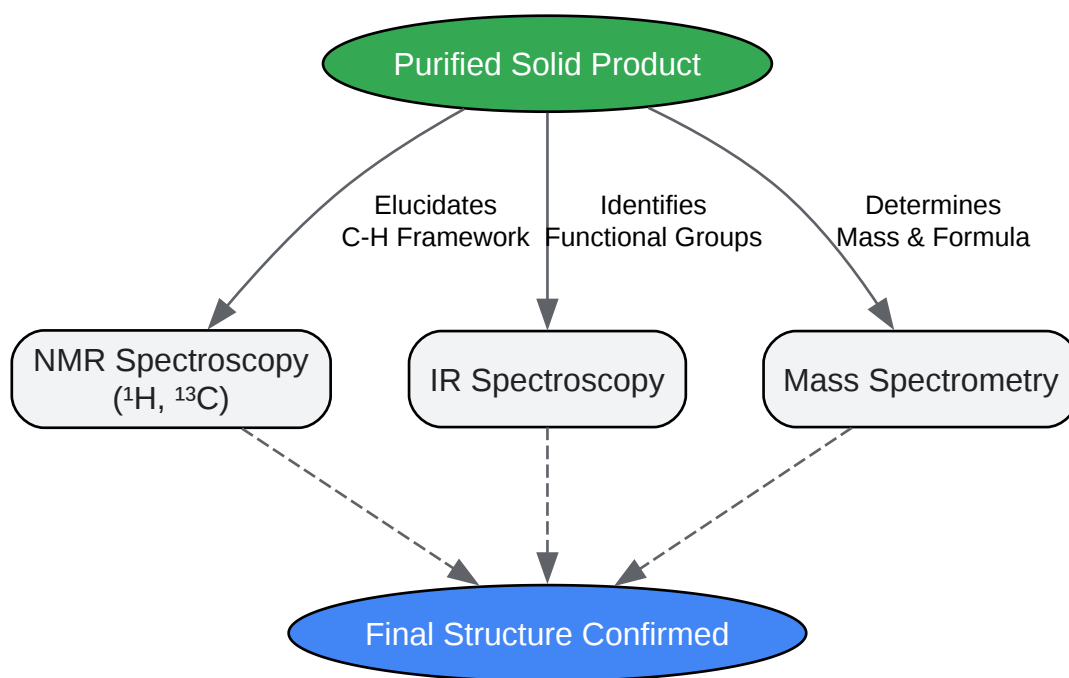 Purified Solid Product
Elucidates
C-H Framework
Identifies
Functional Groups
Determines
Mass & Formula
NMR Spectroscopy
(¹H, ¹³C)
IR Spectroscopy
Mass Spectrometry
Final Structure Confirmed